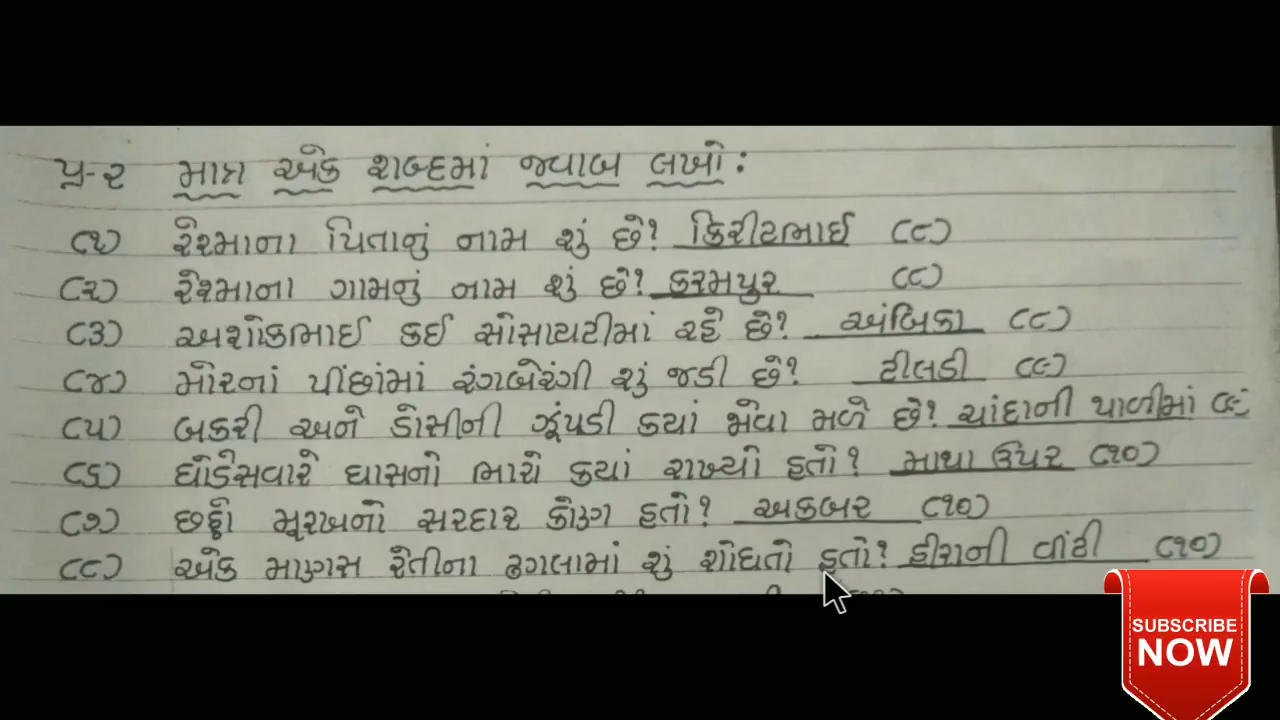 પ્ર-૨ માત્ર એક શબ્દમાં જવાબ લખો :
(૧) રેશ્માના પિતાનું નામ શું છે? કિરીટભાઈ (૮)
(૨) રેશ્માના ગામનું નામ શું છે? કરમપુર (૮)
(૩) અશોકભાઈ કઈ સોસાયટીમાં રહે છે? અંબિકા (૮)
(૪) મોરનાં પીંછાંમાં રંગબેરંગી શું જડી છે? ટીલડી (૯)
(૫) બકરી અને ડોસીની ઝૂંપડી ક્યાં જોવા મળે છે? ચાંદાની થાળીમાં (૯)
(૬) ઘોડેસવારે ઘાસનો ભારો ક્યાં રાખ્યો હતો? માથા ઉપર (૧૦)
(૭) છઠ્ઠો મૂરખનો સરદાર કોણ હતો? અકબર (૧૦)
(૮) એક માણસ રેતીના ઢગલામાં શું શોધતો હતો? હીરાની વીંટી (૧૦)
SUBSCRIBE
NOW